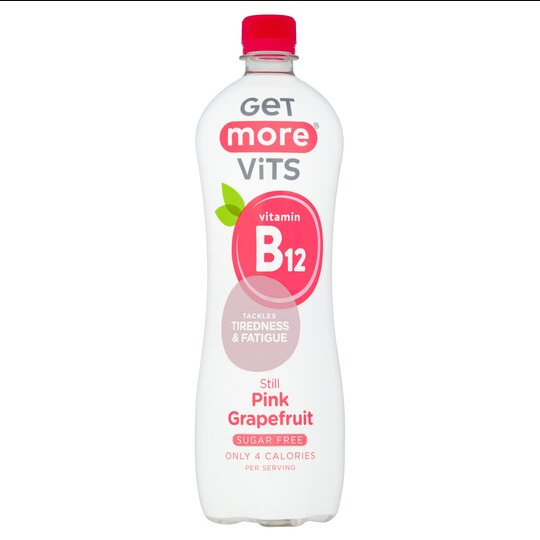 GeT
more®
ViTS
vitamin
B12
TACKLES
TIREDNESS
& FATIGUE
Still
Pink
Grapefruit
SUGAR FREE
ONLY 4 CALORIES
PER SERVING